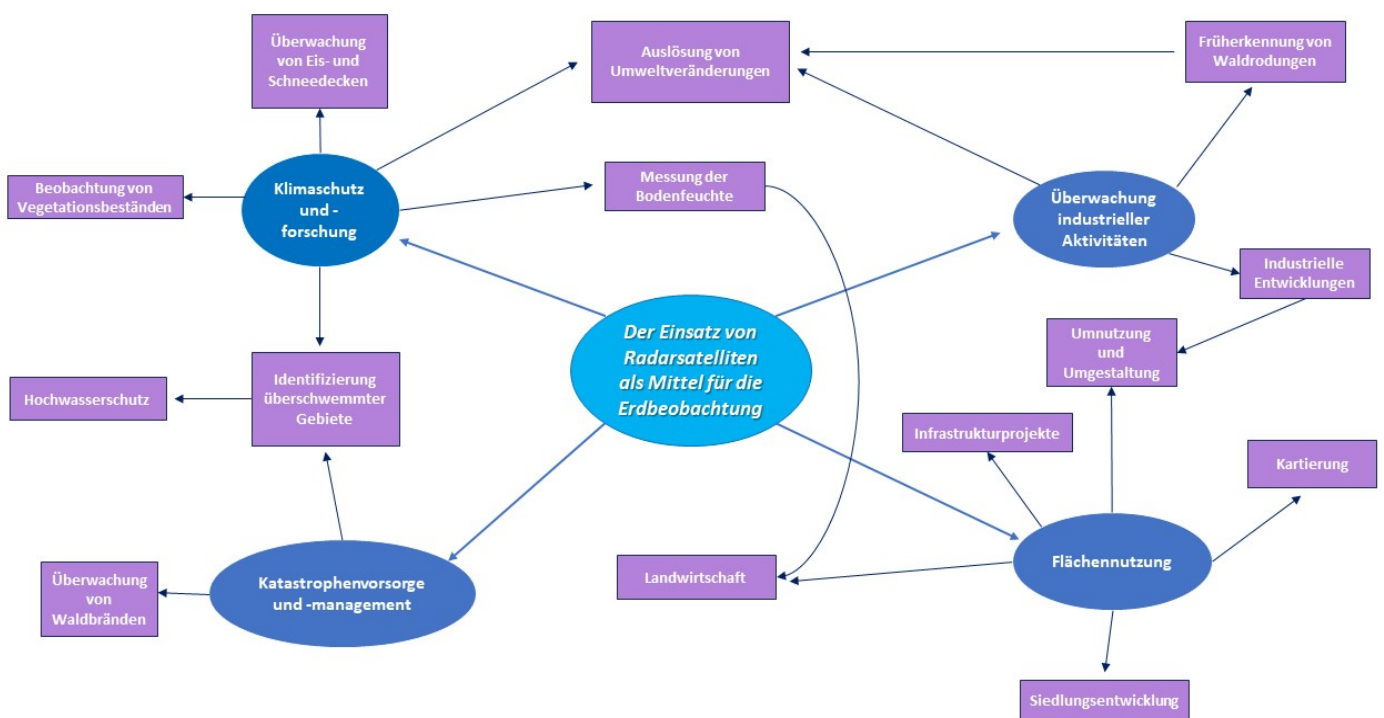 Überwachung
von Eis- und
Schneedecken
Auslösung von
Umweltveränderungen
Früherkennung von
Waldrodungen
Beobachtung von
Vegetationsbeständen
Klimaschutz
und -
forschung
Messung der
Bodenfeuchte
Überwachung
industrieller
Aktivitäten
Industrielle
Entwicklungen
Der Einsatz von
Radarsatelliten
als Mittel für die
Erdbeobachtung
Umnutzung
und
Umgestaltung
Hochwasserschutz
Identifizierung
überschwemmter
Gebiete
Infrastrukturprojekte
Kartierung
Überwachung
von
Waldbränden
Katastrophenvorsorge
und -management
Landwirtschaft
Flächennutzung
Siedlungsentwicklung